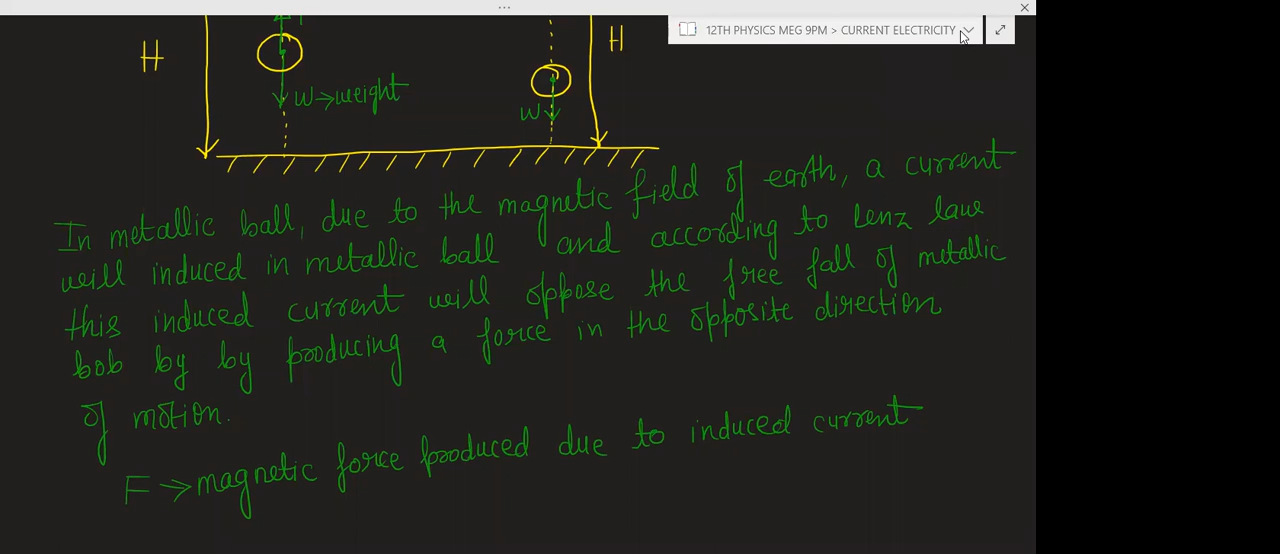 12TH PHYSICS MEG 9PM > CURRENT ELECTRICITY
H
H
W→weight
W
In metallic ball, due to the magnetic field of earth, a current
will induced in metallic ball and according to Lenz law
this induced current will oppose the free fall of metallic
bob by by producing a force in the opposite direction
of motion.
F → magnetic force produced due to induced current